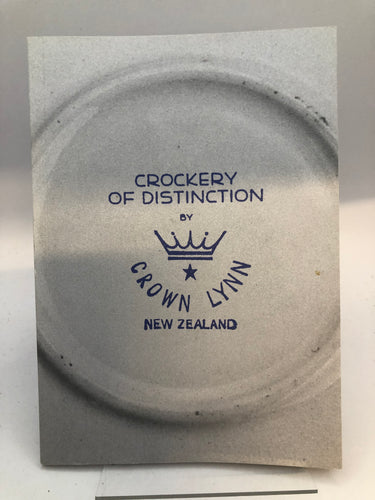 CROCKERY
OF DISTINCTION
BY
CROWN LYNN
NEW ZEALAND